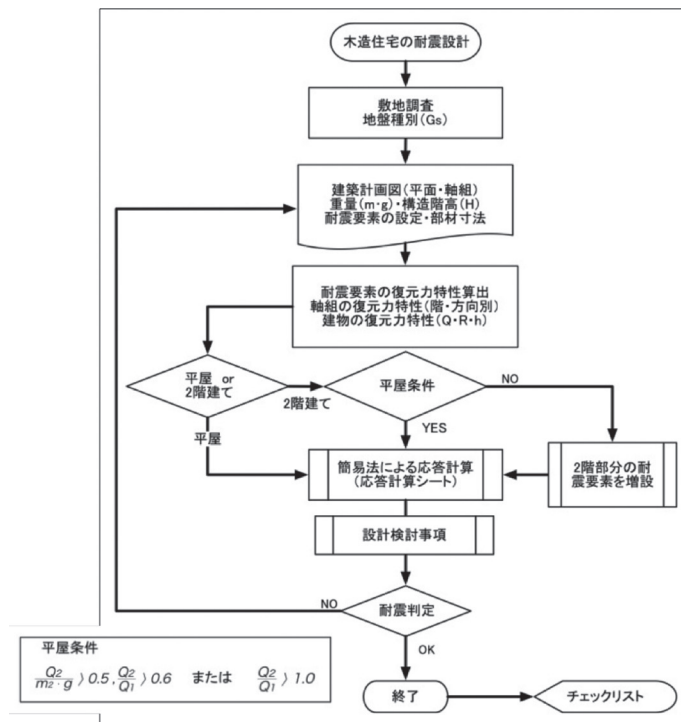 木造住宅の耐震設計
敷地調査
地盤種別(Gs)
建築計画図(平面・軸組)
重量(m・g)・構造階高(H)
耐震要素の設定・部材寸法
耐震要素の復元力特性算出
軸組の復元力特性(階・方向別)
建物の復元力特性(Q・R・h)
平屋 or
2階建て
2階建て
平屋条件
NO
YES
平屋
簡易法による応答計算
(応答計算シート)
2階部分の耐
震要素を増設
設計検討事項
NO
耐震判定
OK
平屋条件
Q2/m2・g 〉0.5, Q2/Q1 〉0.6 または Q2/Q1 〉1.0
終了
チェックリスト